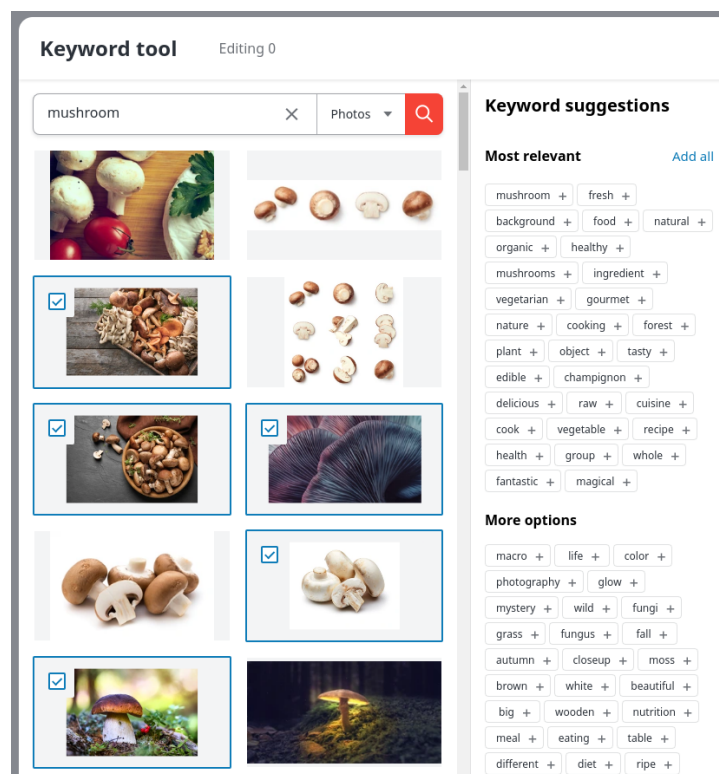 Keyword tool Editing 0
mushroom Photos
Keyword suggestions
Most relevant Add all
mushroom + fresh +
background + food + natural +
organic + healthy +
mushrooms + ingredient +
vegetarian + gourmet +
nature + cooking + forest +
plant + object + tasty +
edible + champignon +
delicious + raw + cuisine +
cook + vegetable + recipe +
health + group + whole +
fantastic + magical +
More options
macro + life + color +
photography + glow +
mystery + wild + fungi +
grass + fungus + fall +
autumn + closeup + moss +
brown + white + beautiful +
big + wooden + nutrition +
meal + eating + table +
different + diet + ripe +